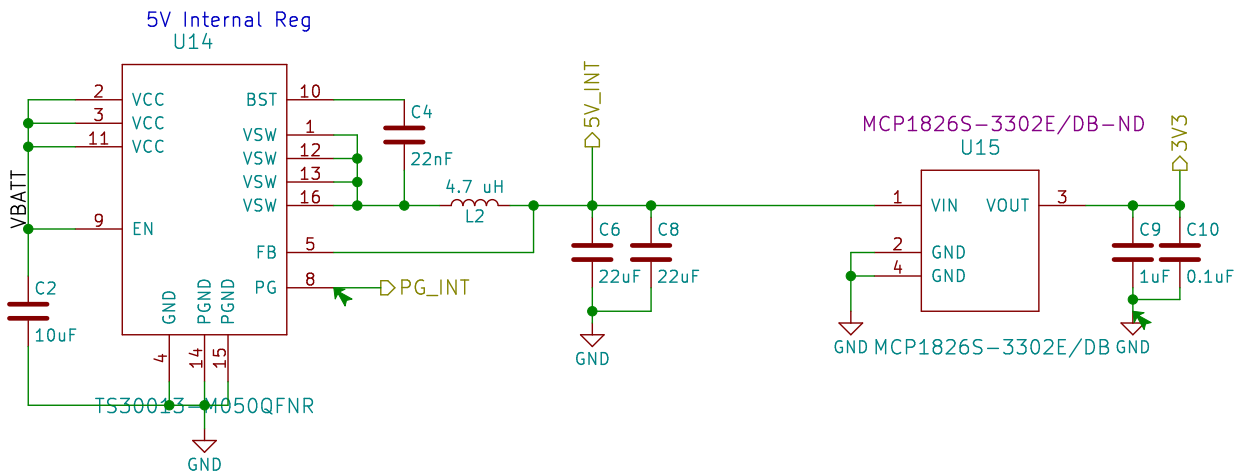 5V Internal Reg
U14
2 VCC
3 VCC
11 VCC
9 EN
VBATT
C2
10uF
BST 10
VSW 1
VSW 12
VSW 13
VSW 16
FB 5
PG 8
GND 4
PGND 14
PGND 15
TS30013-M050QFNR
GND
C4
22nF
4.7 uH
L2
PG_INT
5V_INT
C6
22uF
C8
22uF
GND
MCP1826S-3302E/DB-ND
U15
1 VIN
VOUT 3
2 GND
4 GND
GND
MCP1826S-3302E/DB
3V3
C9
1uF
C10
0.1uF
GND